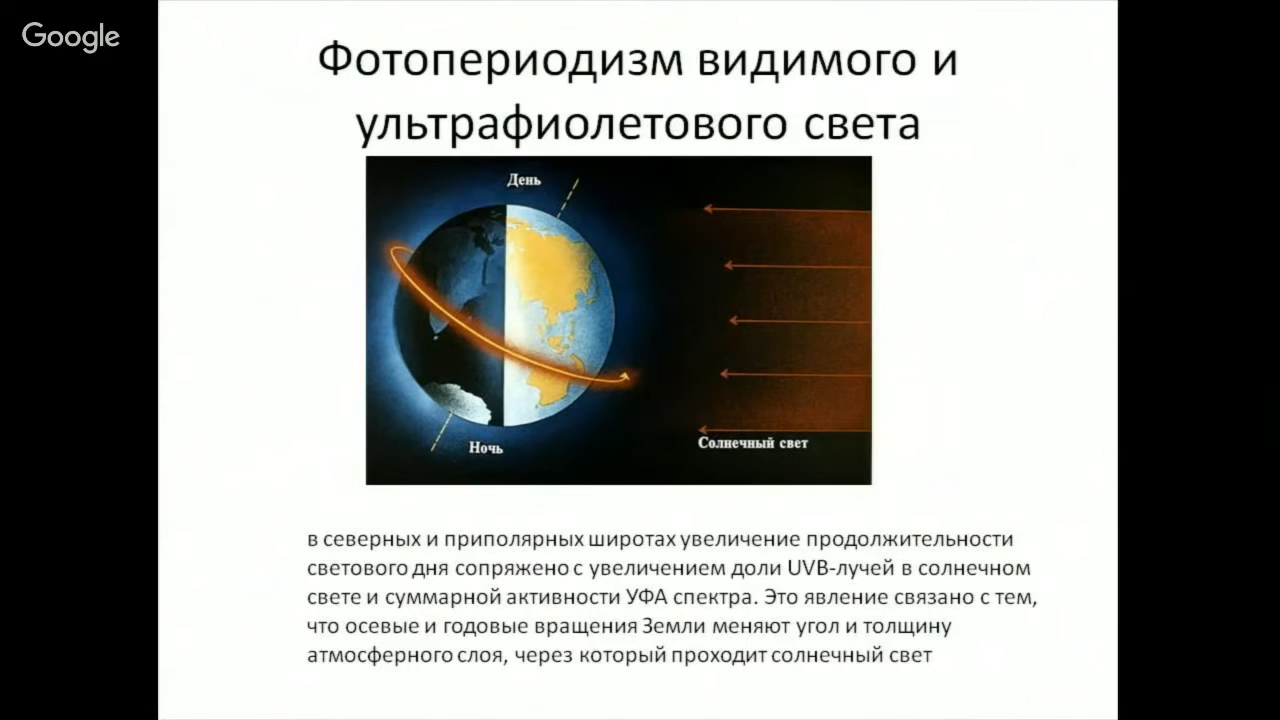 Google
Фотопериодизм видимого и
ультрафиолетового света
День
Ночь
Солнечный свет
в северных и приполярных широтах увеличение продолжительности
светового дня сопряжено с увеличением доли UVB-лучей в солнечном
свете и суммарной активности УФА спектра. Это явление связано с тем,
что осевые и годовые вращения Земли меняют угол и толщину
атмосферного слоя, через который проходит солнечный свет